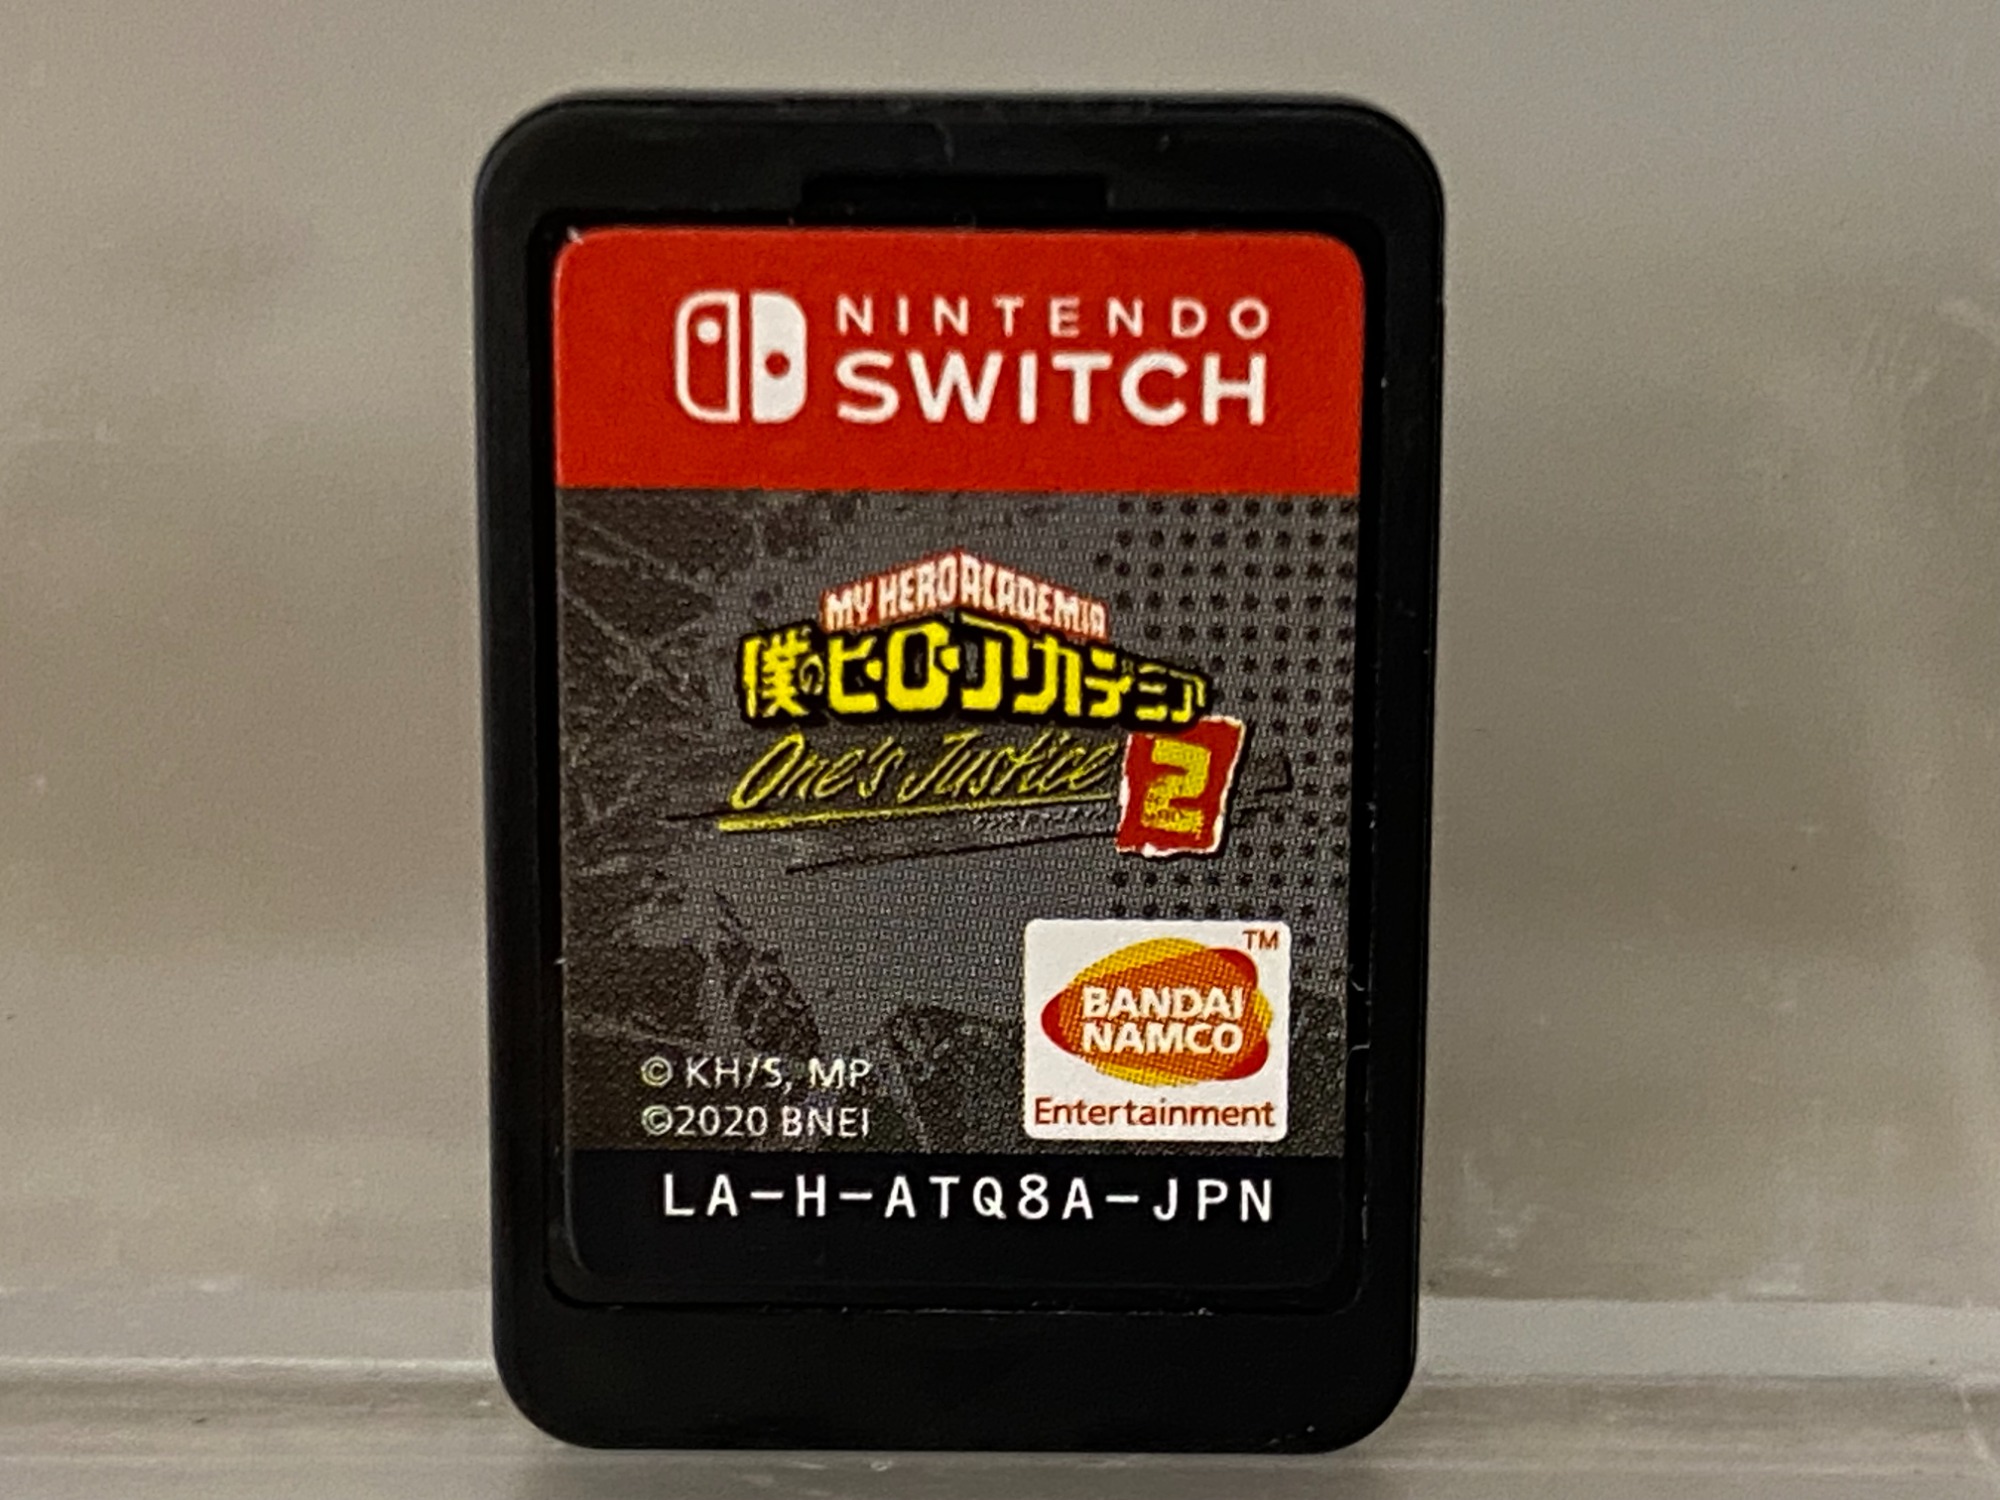 NINTENDO
SWITCH
MY HERO ACADEMIA
僕のヒーローアカデミア
One's Justice 2
TM
BANDAI
NAMCO
Entertainment
© KH/S, MP
©2020 BNEI
LA-H-ATQ8A-JPN